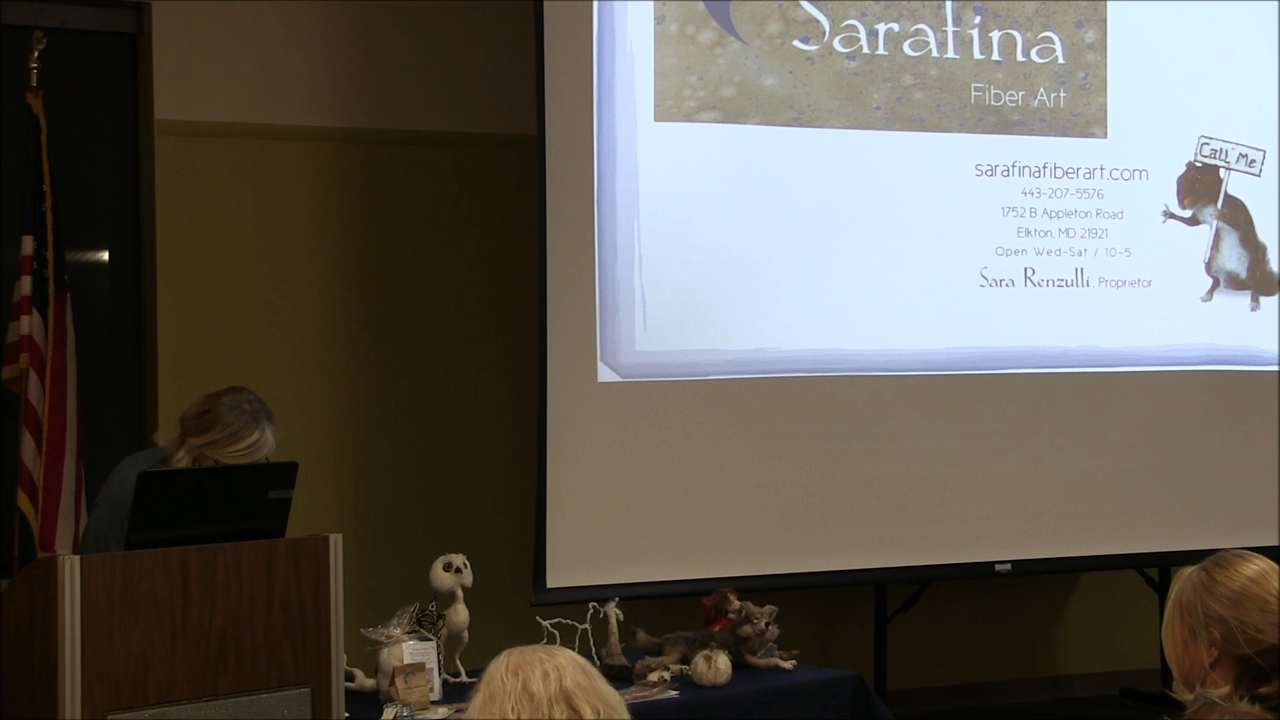 Sarafina
Fiber Art
Call Me
sarafinafiberart.com
443-207-5576
1752 B Appleton Road
Elkton, MD 21921
Open Wed-Sat / 10-5
Sara Renzulli, Proprietor